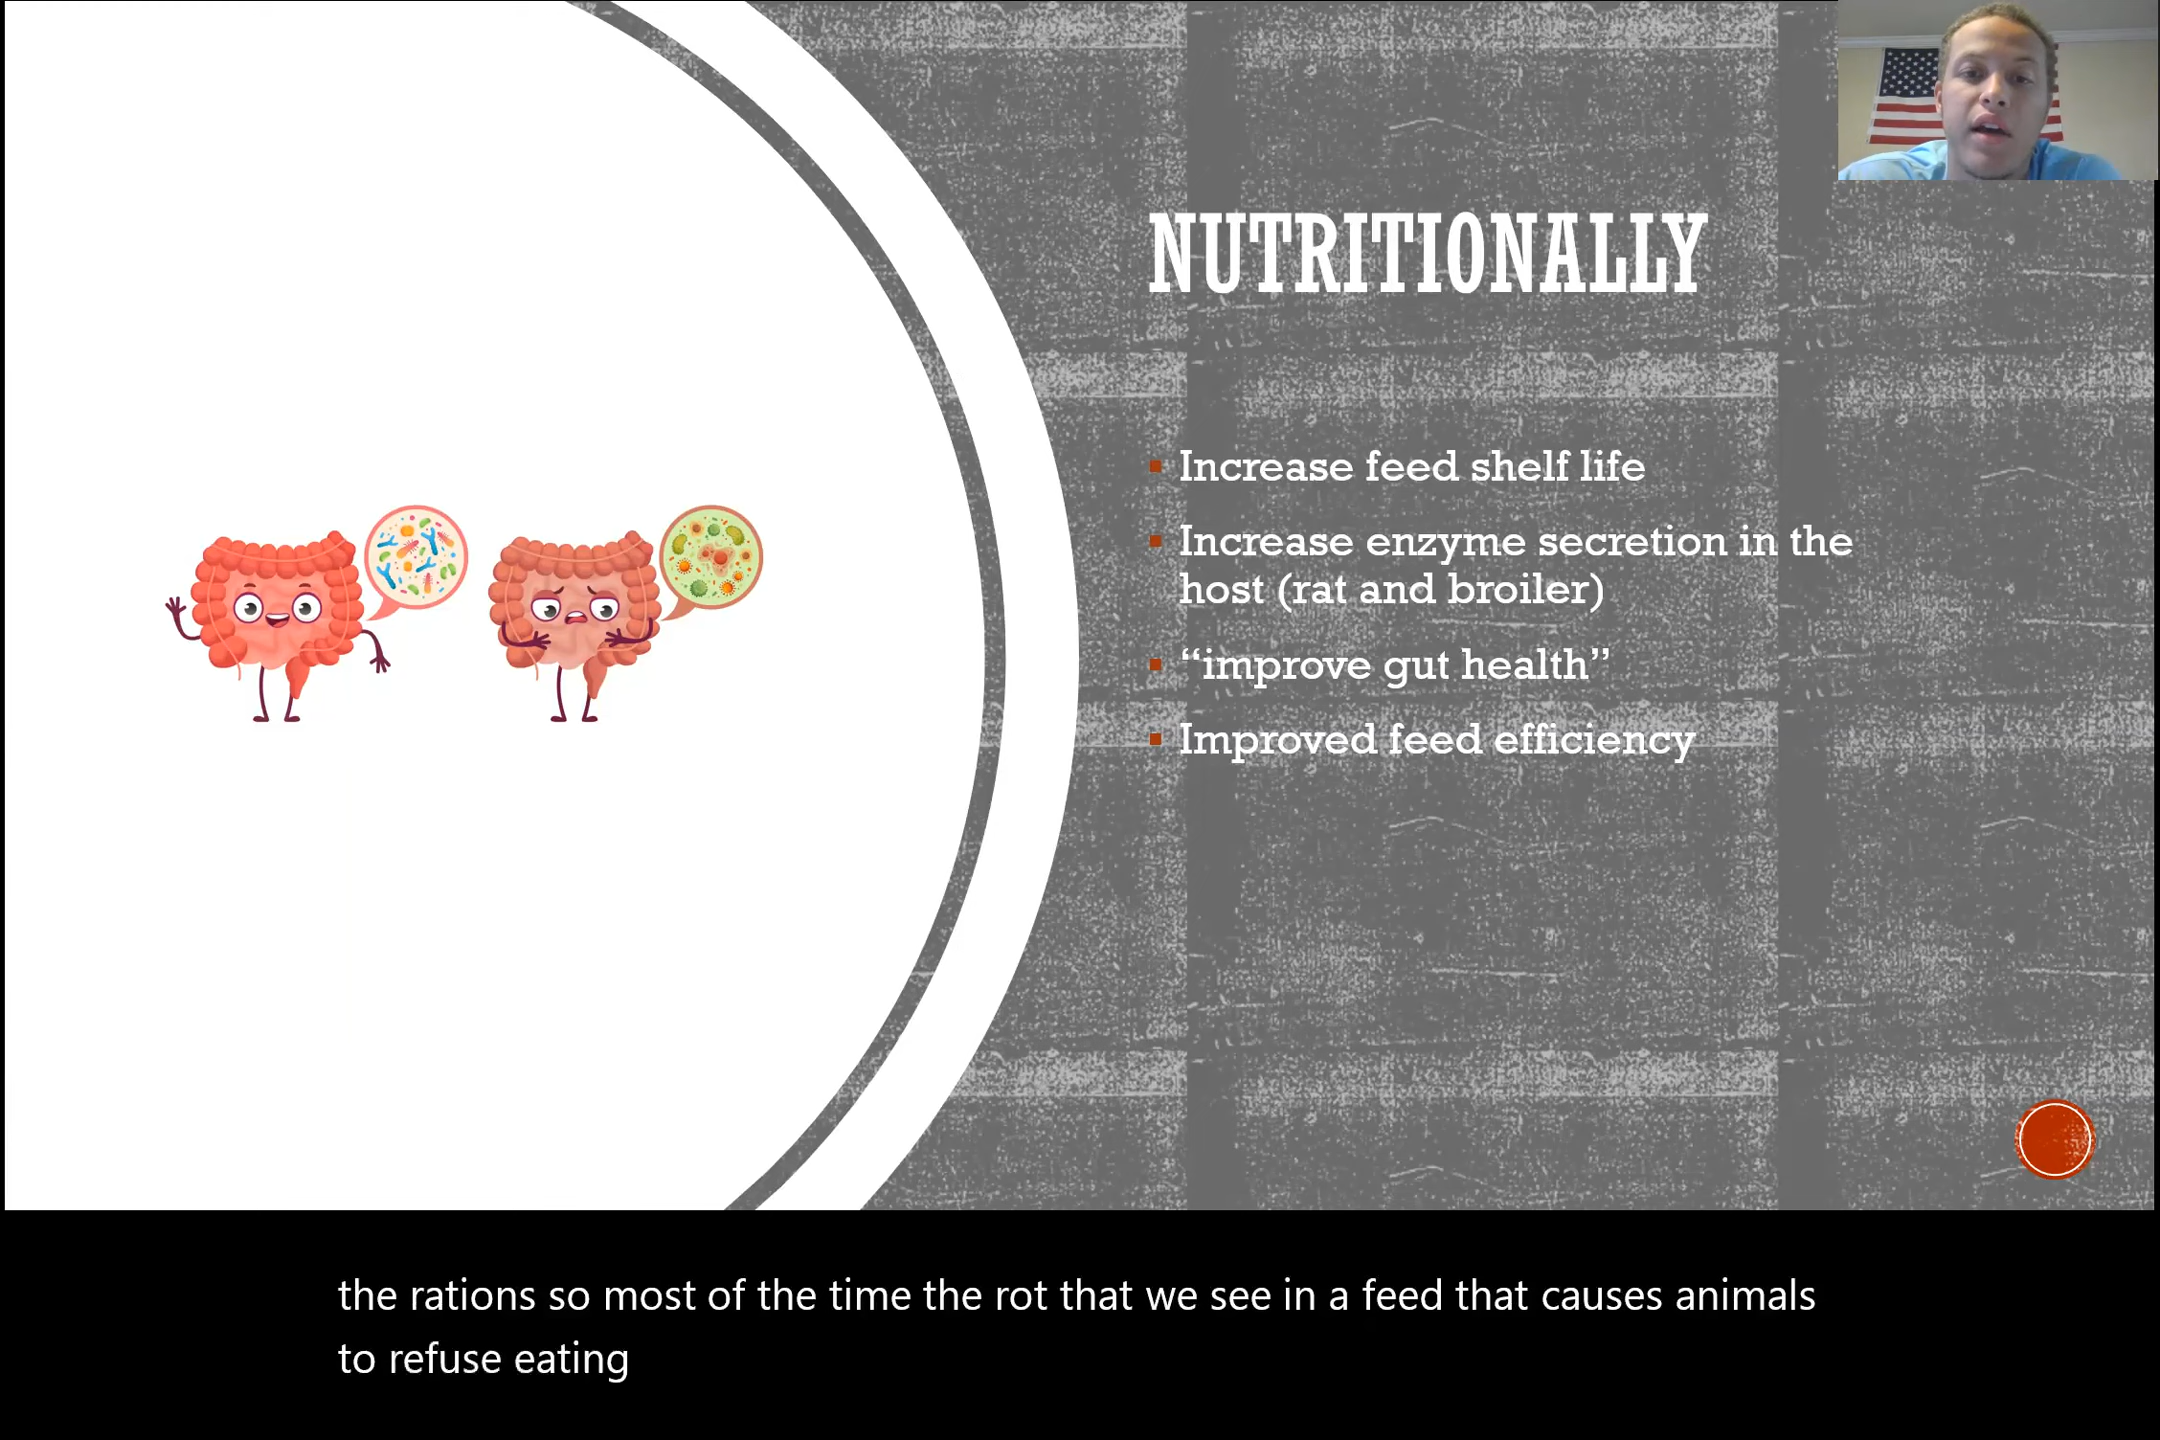 NUTRITIONALLY
Increase feed shelf life
Increase enzyme secretion in the
host (rat and broiler)
“improve gut health”
Improved feed efficiency
the rations so most of the time the rot that we see in a feed that causes animals
to refuse eating